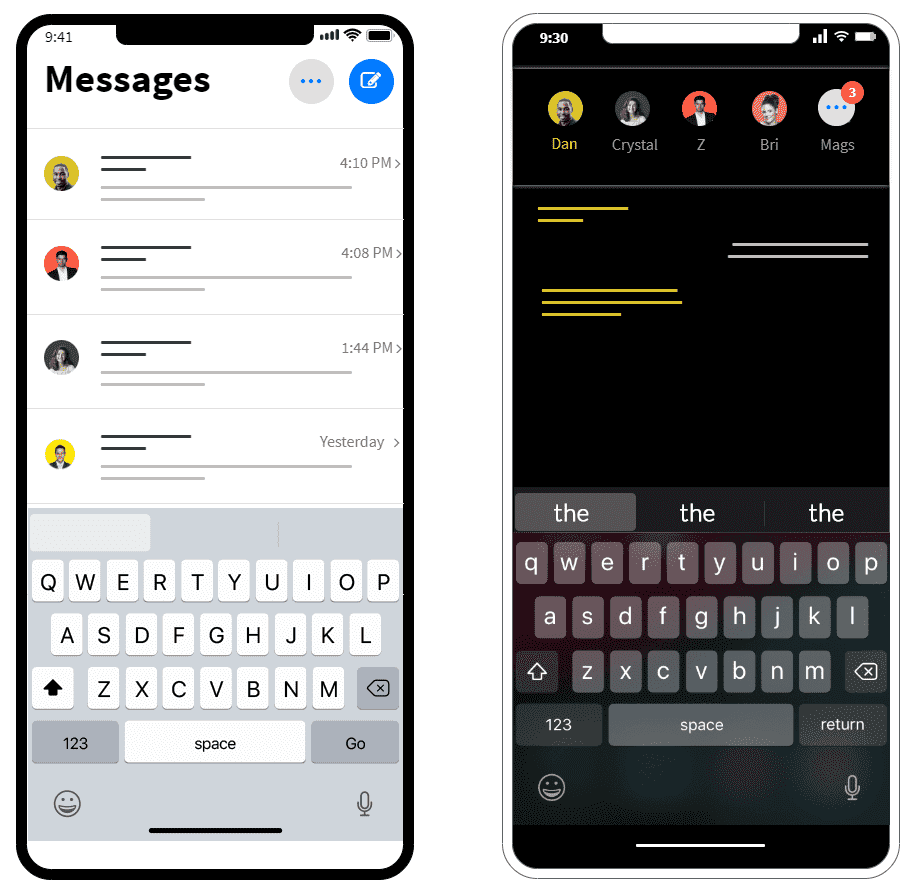 9:41
Messages
4:10 PM
4:08 PM
1:44 PM
Yesterday
Q W E R T Y U I O P
A S D F G H J K L
Z X C V B N M
123 space Go
9:30
3
Dan Crystal Z Bri Mags
the the the
q w e r t y u i o p
a s d f g h j k l
z x c v b n m
123 space return